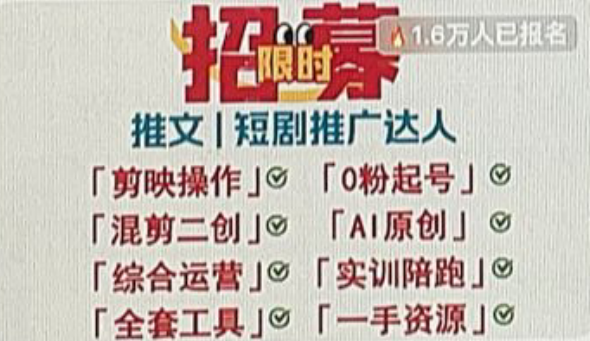 招募
限时
🔥1.6万人已报名
推文|短剧推广达人
「剪映操作」 「0粉起号」
「混剪二创」 「AI原创」
「综合运营」 「实训陪跑」
「全套工具」 「一手资源」